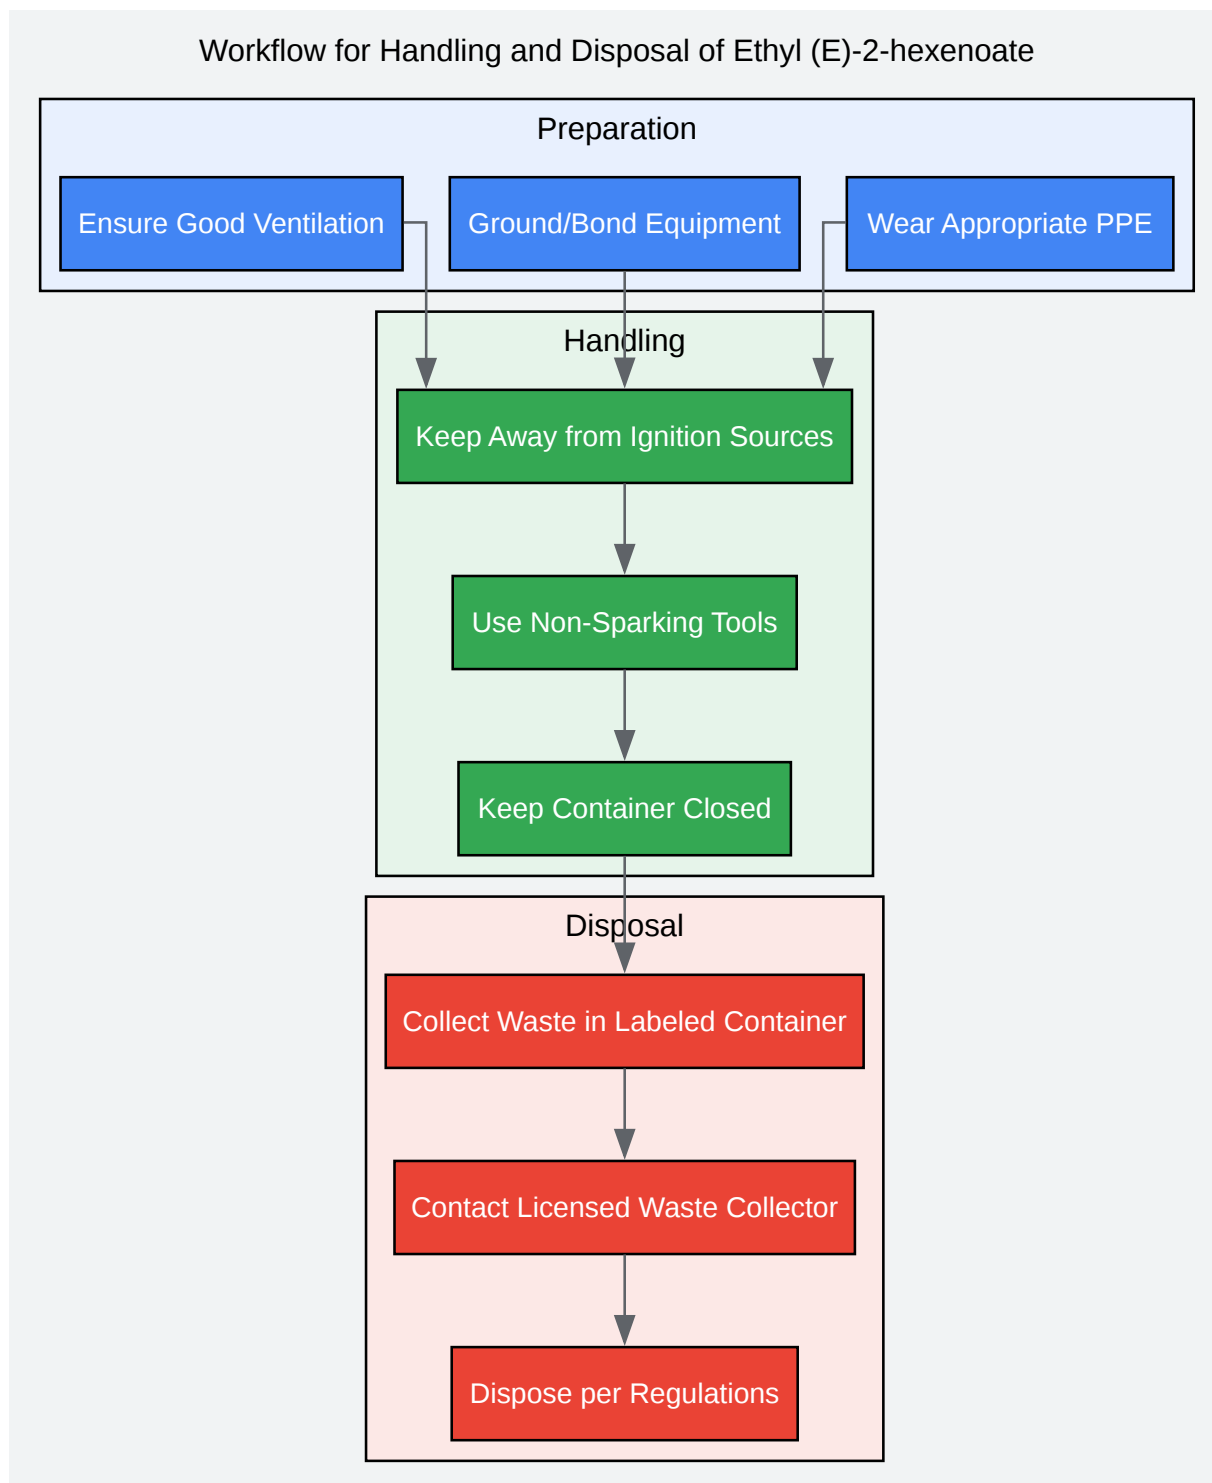 Workflow for Handling and Disposal of Ethyl (E)-2-hexenoate
Preparation
Ensure Good Ventilation
Ground/Bond Equipment
Wear Appropriate PPE
Handling
Keep Away from Ignition Sources
Use Non-Sparking Tools
Keep Container Closed
Disposal
Collect Waste in Labeled Container
Contact Licensed Waste Collector
Dispose per Regulations